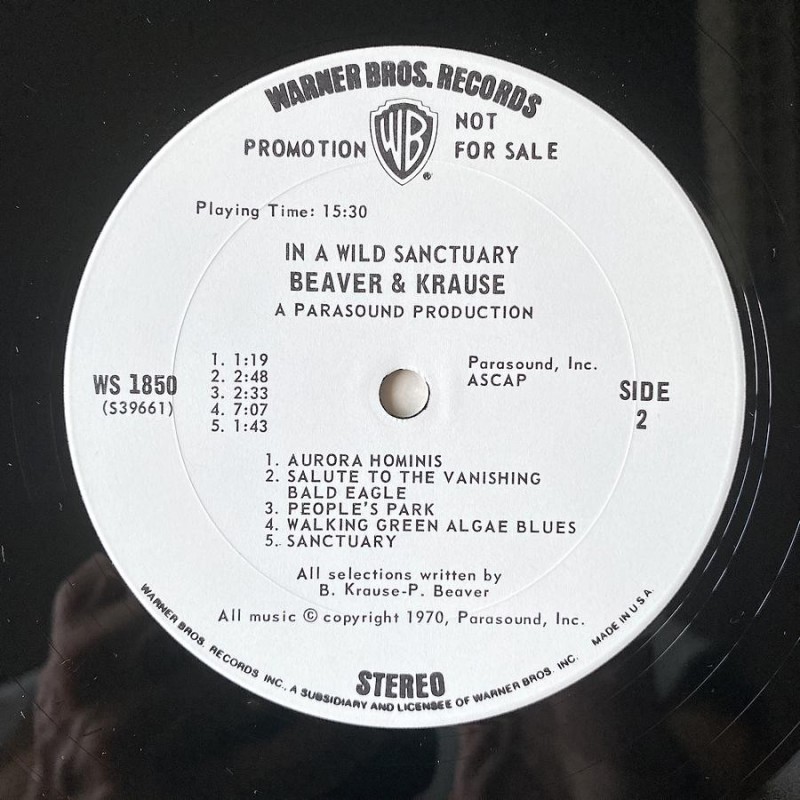 WARNER BROS. RECORDS
PROMOTION WB NOT
FOR SALE
®
Playing Time: 15:30
IN A WILD SANCTUARY
BEAVER & KRAUSE
A PARASOUND PRODUCTION
1. 1:19
2. 2:48
3. 2:33
4. 7:07
5. 1:43
WS 1850
(S39661)
Parasound, Inc.
ASCAP
SIDE
2
1. AURORA HOMINIS
2. SALUTE TO THE VANISHING
BALD EAGLE
3. PEOPLE'S PARK
4. WALKING GREEN ALGAE BLUES
5. SANCTUARY
All selections written by
B. Krause-P. Beaver
All music © copyright 1970, Parasound, Inc.
STEREO
WARNER BROS. RECORDS INC., A SUBSIDIARY AND LICENSEE OF WARNER BROS. INC. MADE IN U.S.A.